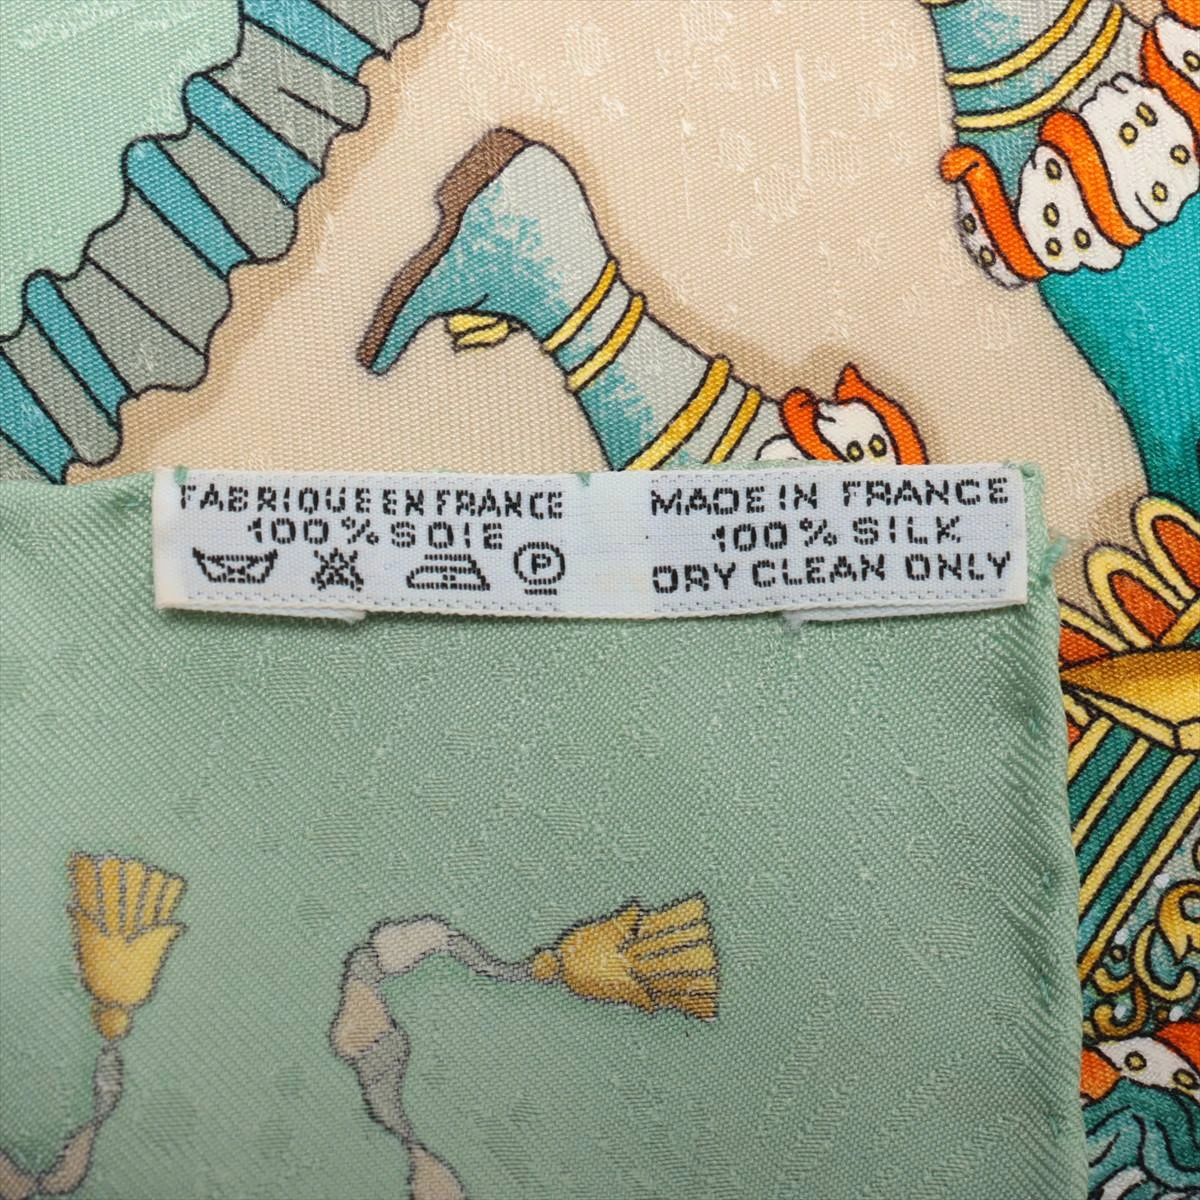 FABRIQUE EN FRANCE
100% SOIE
P
MADE IN FRANCE
100% SILK
DRY CLEAN ONLY